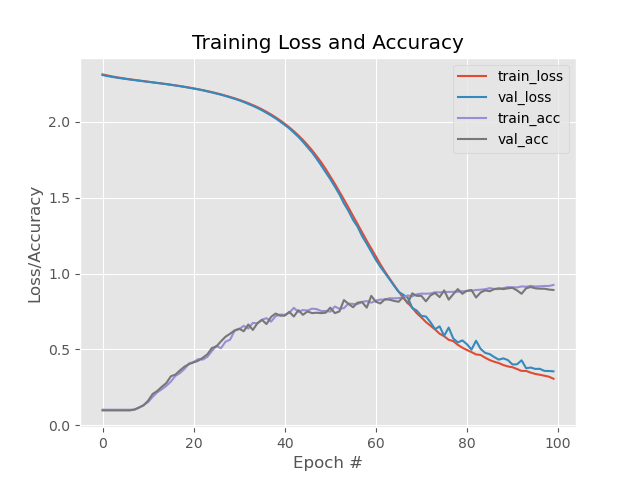 Training Loss and Accuracy
train_loss
val_loss
train_acc
val_acc
Loss/Accuracy
2.0
1.5
1.0
0.5
0.0
0
20
40
60
80
100
Epoch #